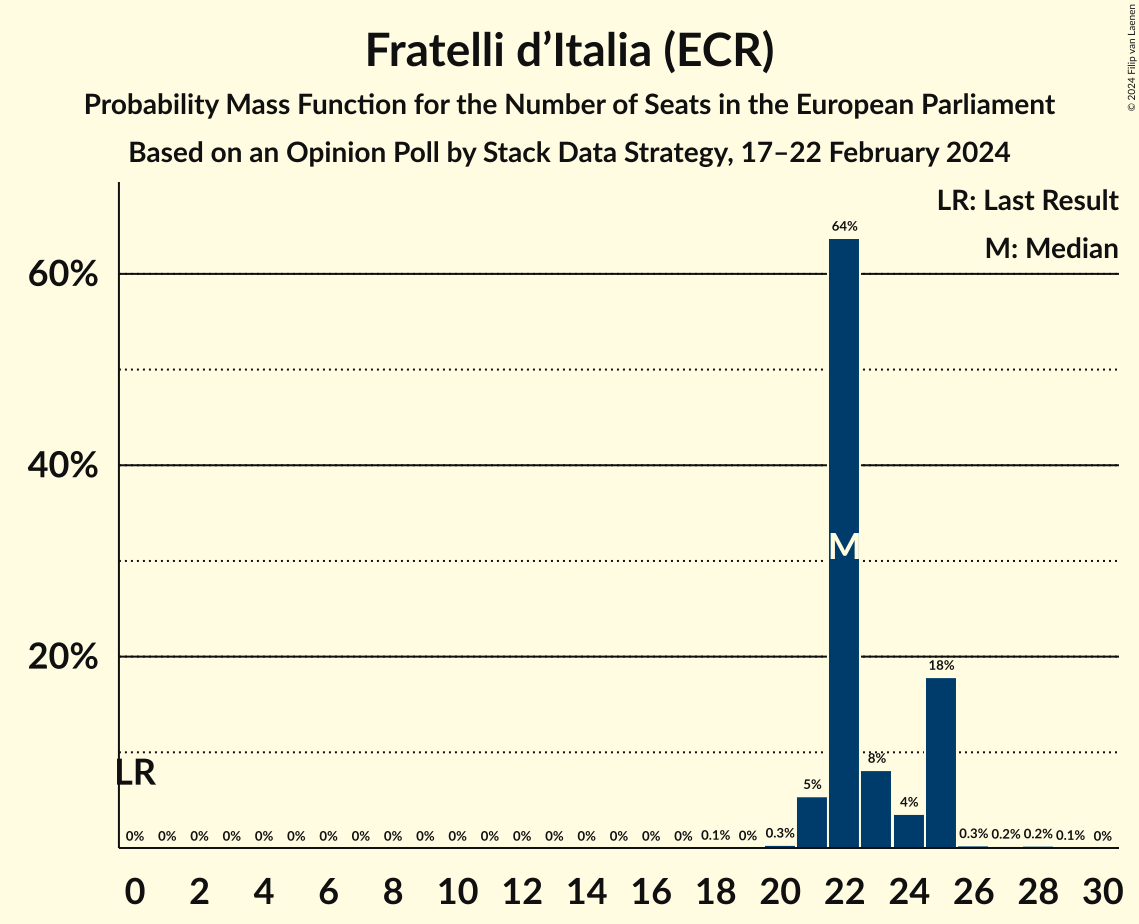 Fratelli d’Italia (ECR)
Probability Mass Function for the Number of Seats in the European Parliament
Based on an Opinion Poll by Stack Data Strategy, 17–22 February 2024
© 2024 Filip van Laenen
LR: Last Result
M: Median
60%
40%
20%
LR
M
0% 0% 0% 0% 0% 0% 0% 0% 0% 0% 0% 0% 0% 0% 0% 0% 0% 0% 0.1% 0% 0.3% 5% 64% 8% 4% 18% 0.3% 0.2% 0.2% 0.1% 0%
0 2 4 6 8 10 12 14 16 18 20 22 24 26 28 30